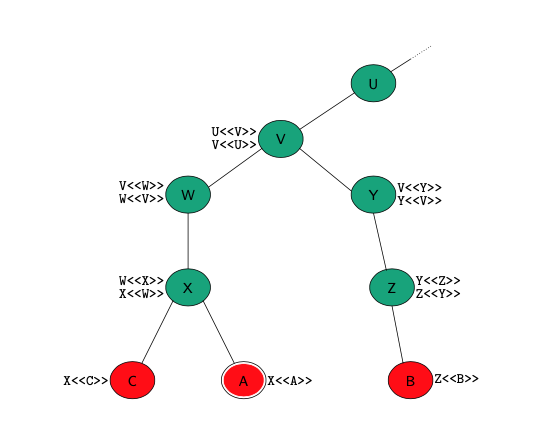 U
U<<V>>
V<<U>>
V
V<<W>>
W<<V>>
W
Y
V<<Y>>
Y<<V>>
W<<X>>
X<<W>>
X
Z
Y<<Z>>
Z<<Y>>
X<<C>>
C
A
X<<A>>
B
Z<<B>>